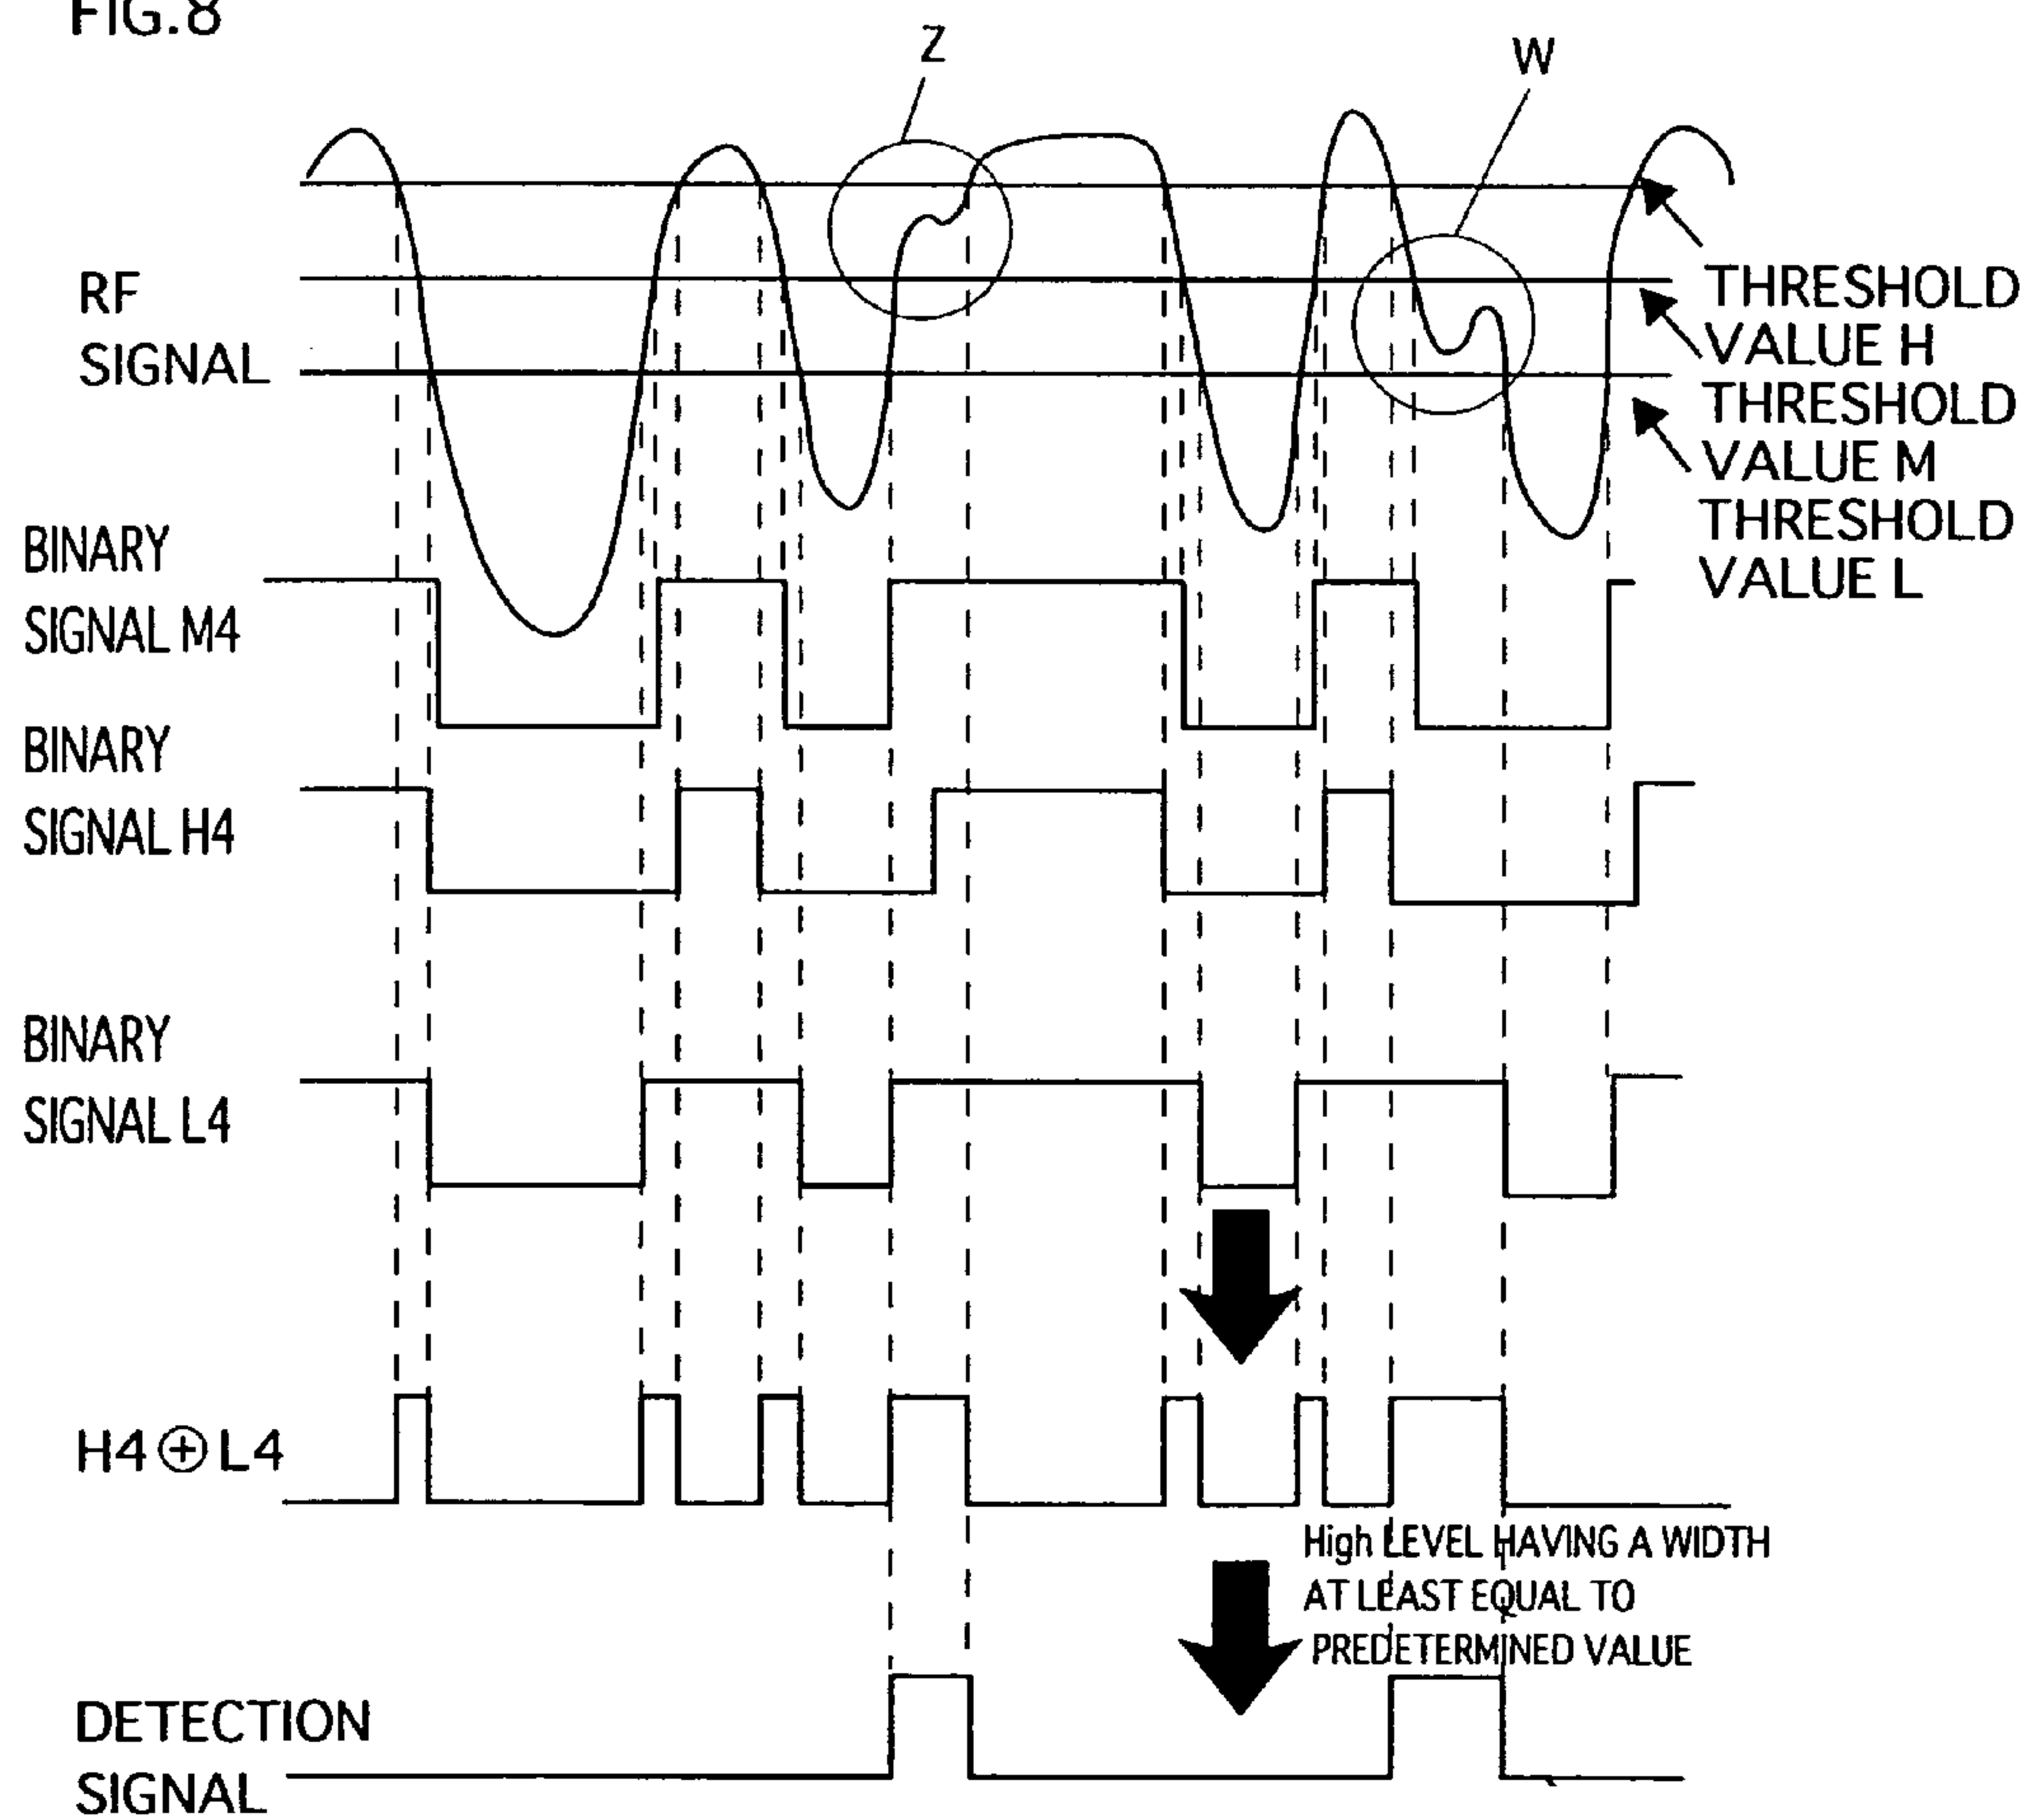 FIG.8
Z
W
RF
SIGNAL
THRESHOLD
VALUE H
THRESHOLD
VALUE M
THRESHOLD
VALUE L
BINARY
SIGNAL M4
BINARY
SIGNAL H4
BINARY
SIGNAL L4
H4⊕L4
High LEVEL HAVING A WIDTH
AT LEAST EQUAL TO
PREDETERMINED VALUE
DETECTION
SIGNAL